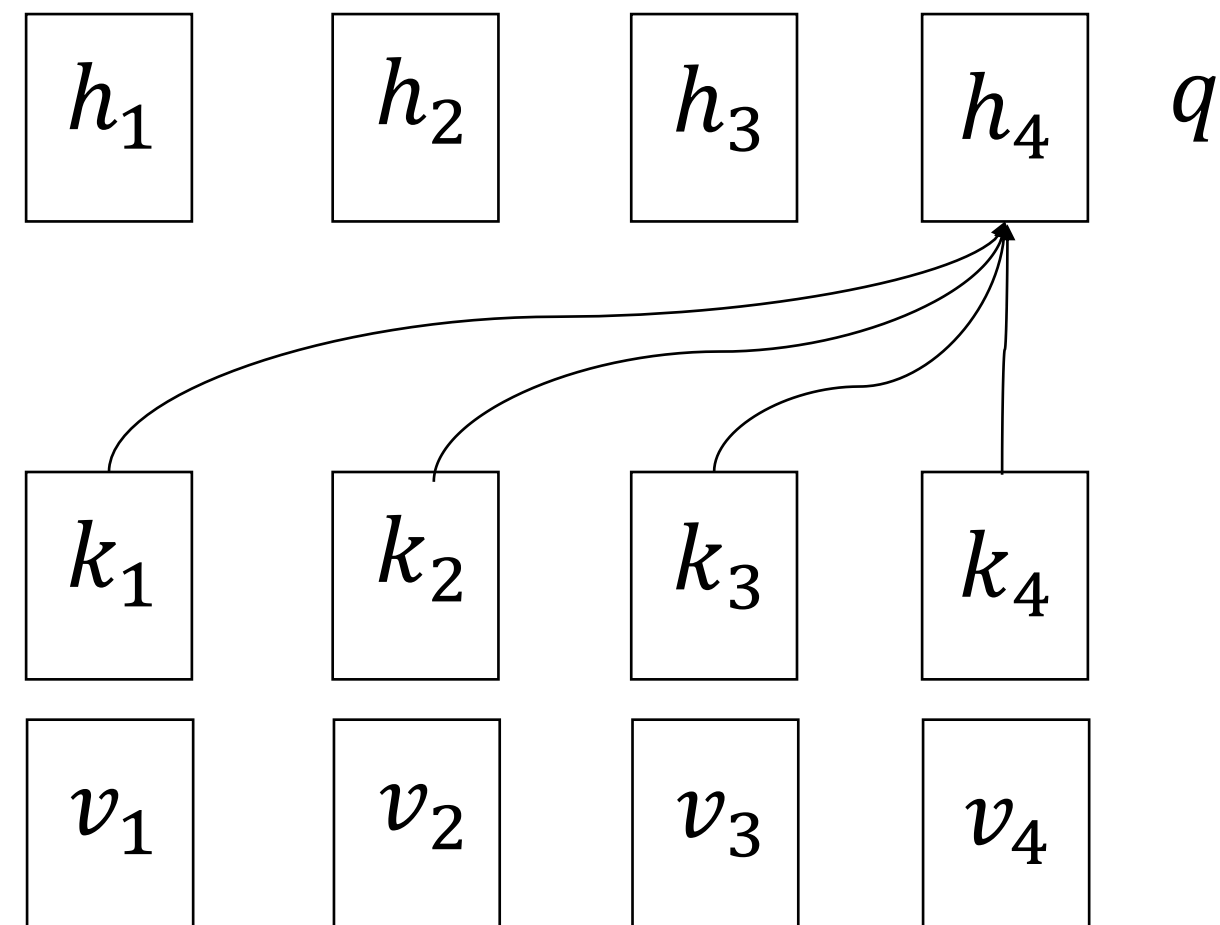 h₁ h₂ h₃ h₄ q
k₁ k₂ k₃ k₄
v₁ v₂ v₃ v₄